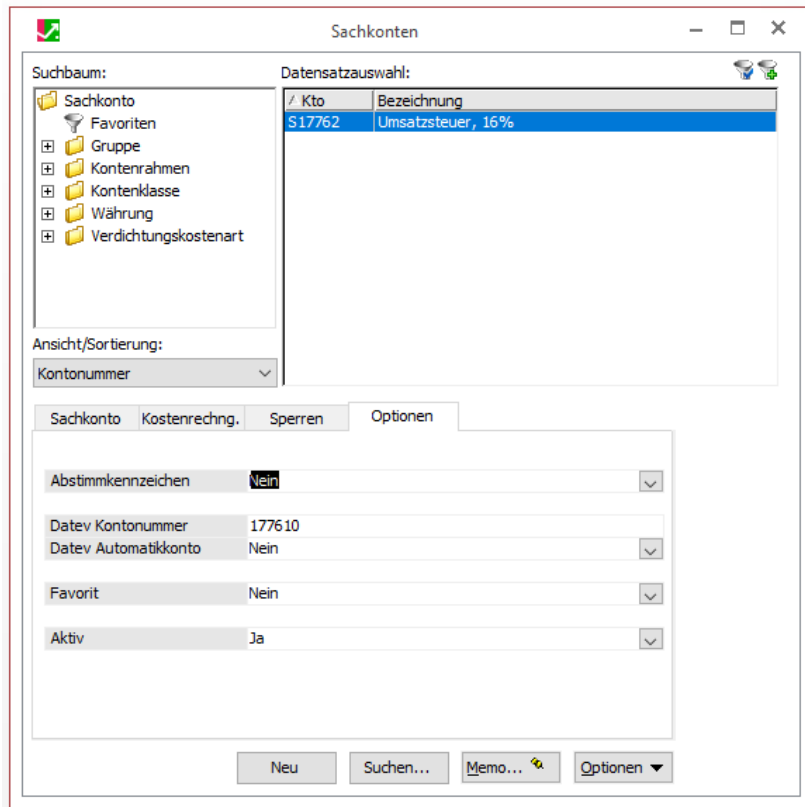 Sachkonten
Suchbaum:
Datensatzauswahl:
Sachkonto
Favoriten
Gruppe
Kontenrahmen
Kontenklasse
Währung
Verdichtungskostenart
Kto Bezeichnung
S17762 Umsatzsteuer, 16%
Ansicht/Sortierung:
Kontonummer
Sachkonto Kostenrechng. Sperren Optionen
Abstimmkennzeichen Nein
Datev Kontonummer 177610
Datev Automatikkonto Nein
Favorit Nein
Aktiv Ja
Neu Suchen... Memo... Optionen